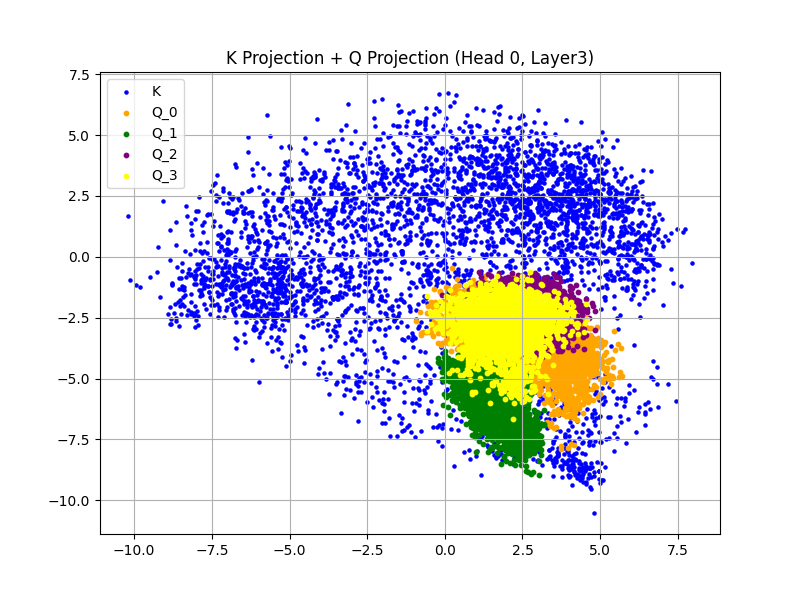 K Projection + Q Projection (Head 0, Layer3)
7.5
5.0
2.5
0.0
−2.5
−5.0
−7.5
−10.0
K
Q_0
Q_1
Q_2
Q_3
−10.0 −7.5 −5.0 −2.5 0.0 2.5 5.0 7.5